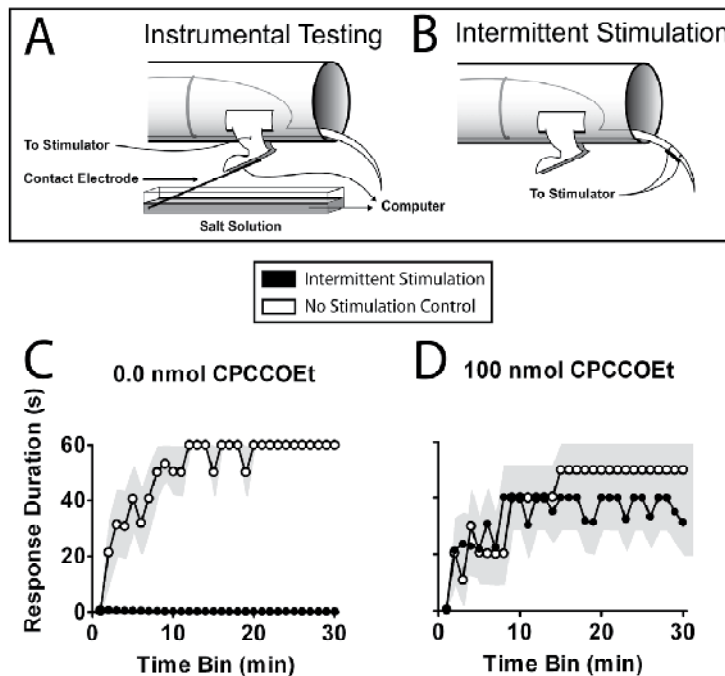 A Instrumental Testing
B Intermittent Stimulation
To Stimulator
Contact Electrode
Computer
Salt Solution
To Stimulator
Intermittent Stimulation
No Stimulation Control
C
0.0 nmol CPCCOEt
D
100 nmol CPCCOEt
Response Duration (s)
60
40
20
0
0 10 20 30
Time Bin (min)
0 10 20 30
Time Bin (min)